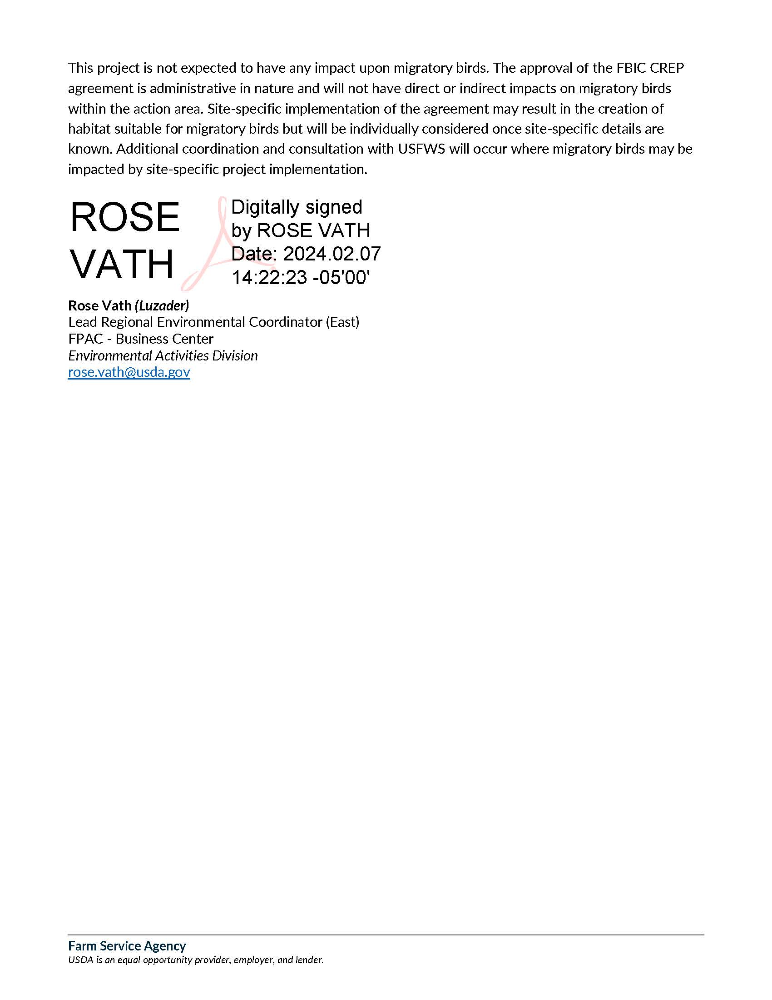 This project is not expected to have any impact upon migratory birds. The approval of the FBIC CREP
agreement is administrative in nature and will not have direct or indirect impacts on migratory birds
within the action area. Site-specific implementation of the agreement may result in the creation of
habitat suitable for migratory birds but will be individually considered once site-specific details are
known. Additional coordination and consultation with USFWS will occur where migratory birds may be
impacted by site-specific project implementation.
ROSE
VATH
Digitally signed
by ROSE VATH
Date: 2024.02.07
14:22:23 -05'00'
Rose Vath (Luzader)
Lead Regional Environmental Coordinator (East)
FPAC - Business Center
Environmental Activities Division
rose.vath@usda.gov
Farm Service Agency
USDA is an equal opportunity provider, employer, and lender.